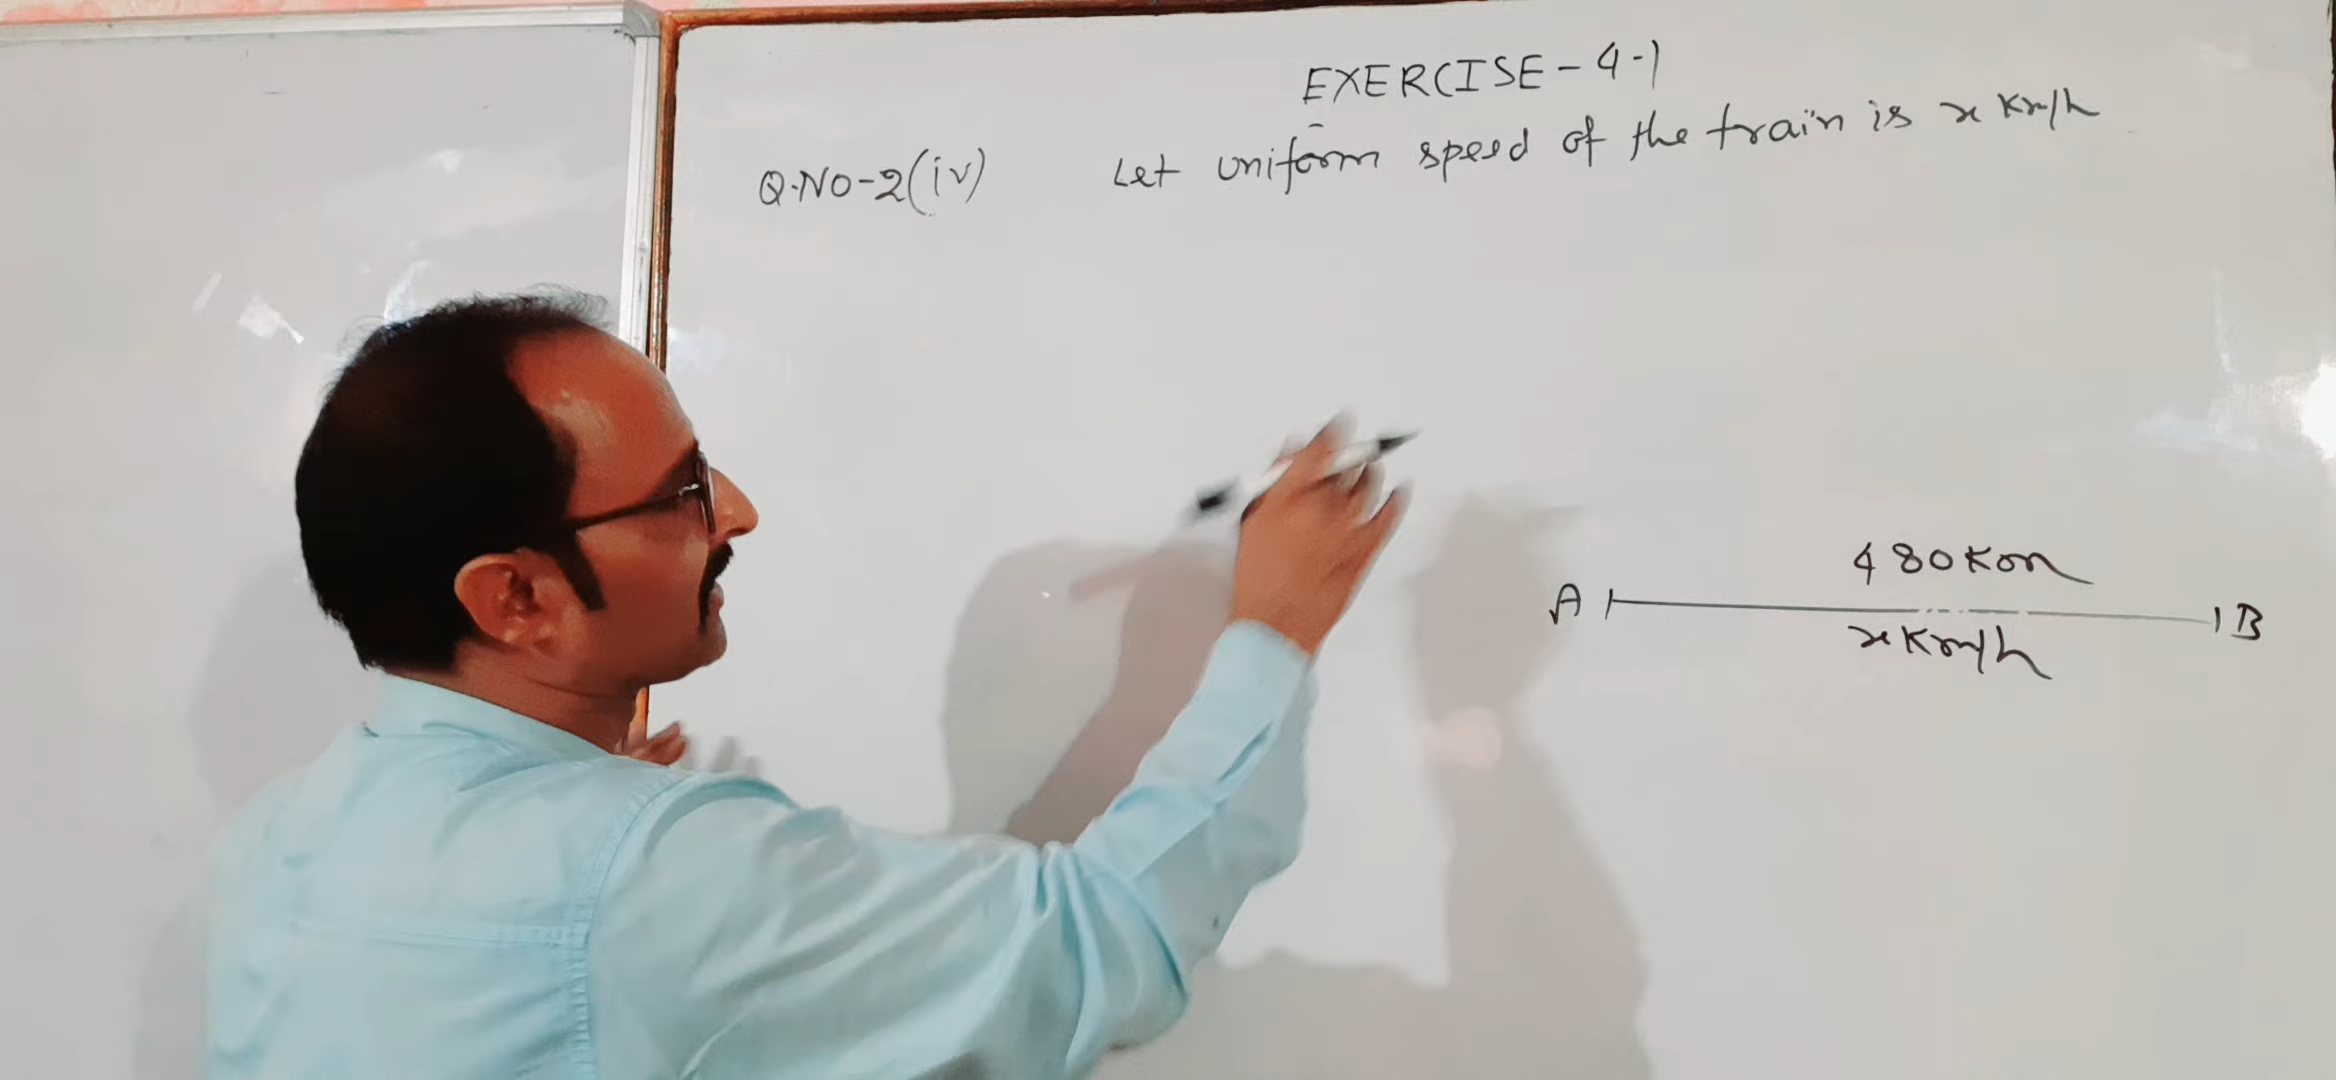 EXERCISE-4.1
Q.NO-2(iv) Let uniform speed of the train is x Km/h
480 Km
A B
x Km/h